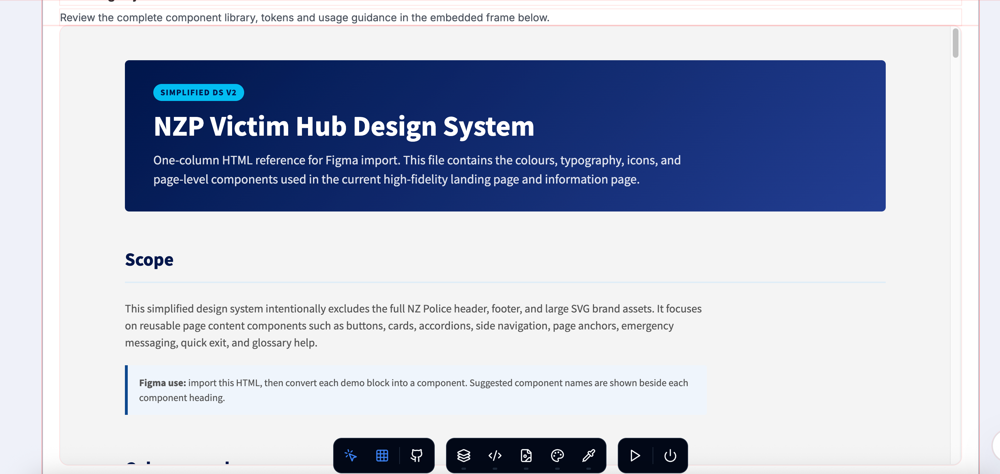 Review the complete component library, tokens and usage guidance in the embedded frame below.
SIMPLIFIED DS V2
NZP Victim Hub Design System
One-column HTML reference for Figma import. This file contains the colours, typography, icons, and
page-level components used in the current high-fidelity landing page and information page.
Scope
This simplified design system intentionally excludes the full NZ Police header, footer, and large SVG brand assets. It focuses
on reusable page content components such as buttons, cards, accordions, side navigation, page anchors, emergency
messaging, quick exit, and glossary help.
Figma use: import this HTML, then convert each demo block into a component. Suggested component names are shown beside each
component heading.